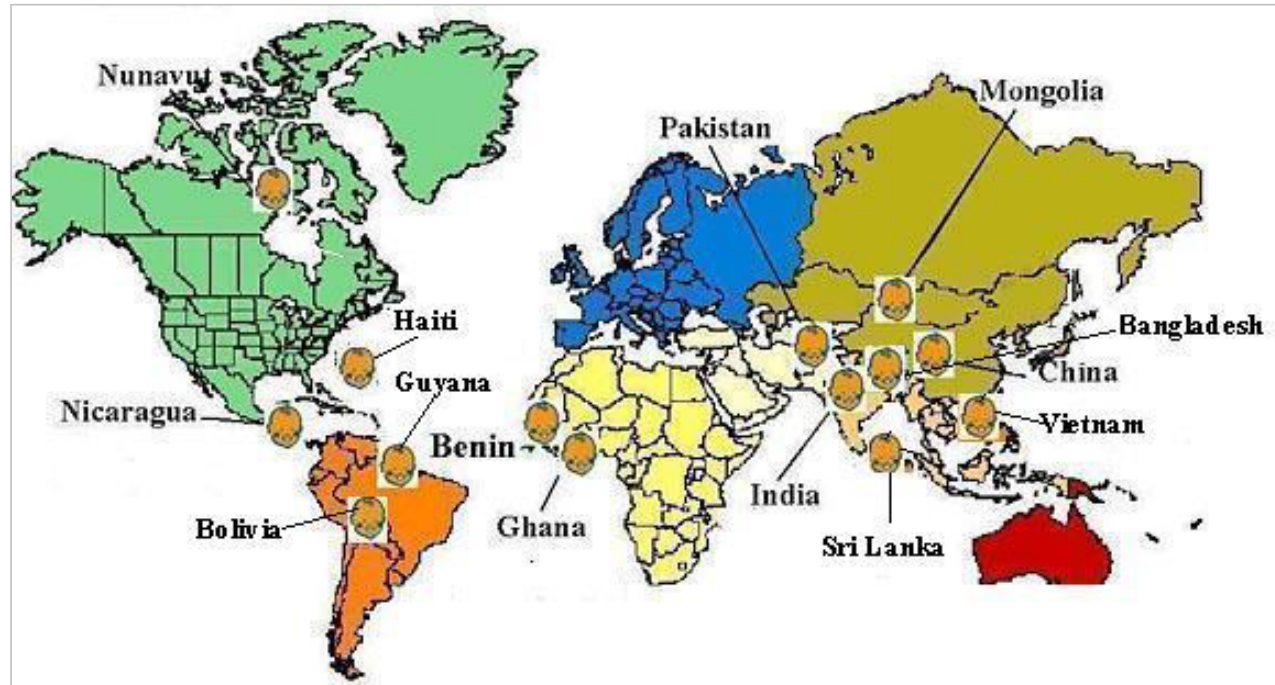 Nunavut
Mongolia
Pakistan
Haiti
Bangladesh
Guyana
China
Nicaragua
Vietnam
Benin
India
Ghana
Bolivia
Sri Lanka